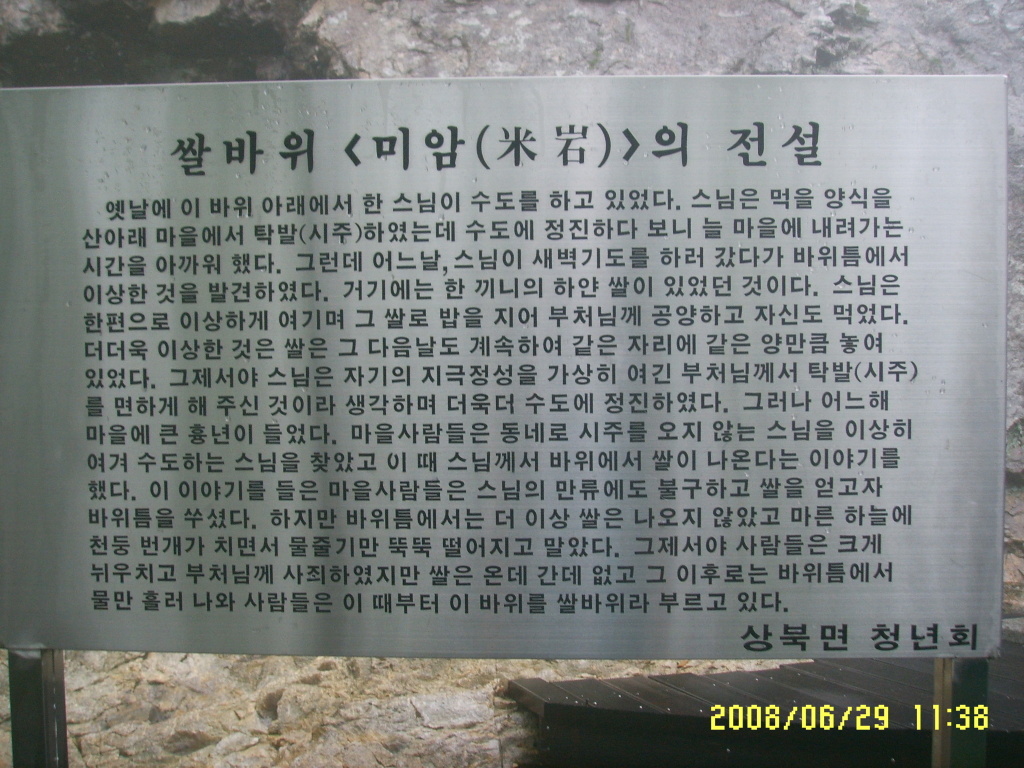 쌀바위 <미암(米岩)>의 전설
옛날에 이 바위 아래에서 한 스님이 수도를 하고 있었다. 스님은 먹을 양식을
산아래 마을에서 탁발(시주)하였는데 수도에 정진하다 보니 늘 마을에 내려가는
시간을 아까워 했다. 그런데 어느날,스님이 새벽기도를 하러 갔다가 바위틈에서
이상한 것을 발견하였다. 거기에는 한 끼니의 하얀 쌀이 있었던 것이다. 스님은
한편으로 이상하게 여기며 그 쌀로 밥을 지어 부처님께 공양하고 자신도 먹었다.
더더욱 이상한 것은 쌀은 그 다음날도 계속하여 같은 자리에 같은 양만큼 놓여
있었다. 그제서야 스님은 자기의 지극정성을 가상히 여긴 부처님께서 탁발(시주)
를 면하게 해 주신 것이라 생각하며 더욱더 수도에 정진하였다. 그러나 어느해
마을에 큰 흉년이 들었다. 마을사람들은 동네로 시주를 오지 않는 스님을 이상히
여겨 수도하는 스님을 찾았고 이 때 스님께서 바위에서 쌀이 나온다는 이야기를
했다. 이 이야기를 들은 마을사람들은 스님의 만류에도 불구하고 쌀을 얻고자
바위틈을 쑤셨다. 하지만 바위틈에서는 더 이상 쌀은 나오지 않았고 마른 하늘에
천둥 번개가 치면서 물줄기만 뚝뚝 떨어지고 말았다. 그제서야 사람들은 크게
뉘우치고 부처님께 사죄하였지만 쌀은 온데 간데 없고 그 이후로는 바위틈에서
물만 흘러 나와 사람들은 이 때부터 이 바위를 쌀바위라 부르고 있다.
상북면 청년회
2008/06/29 11:38